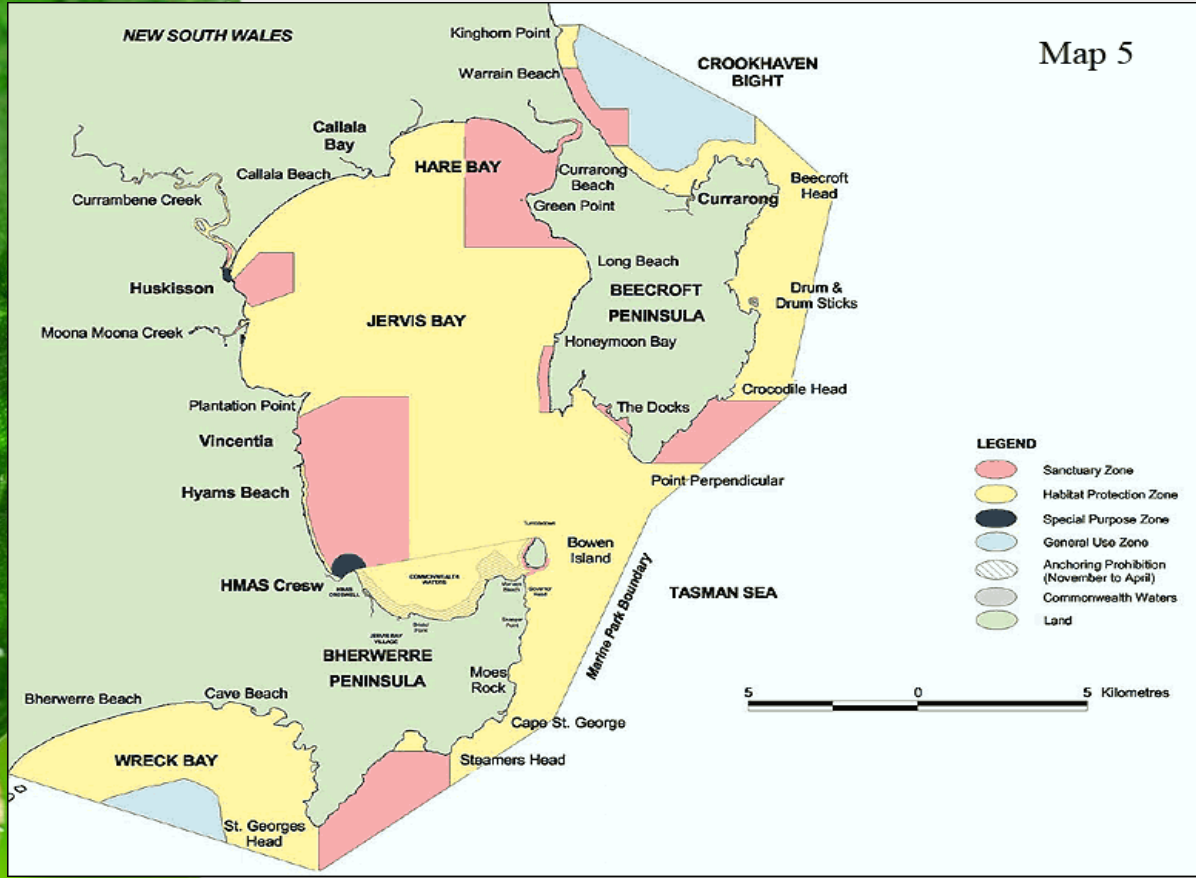 NEW SOUTH WALES
Map 5
Kinghorn Point
CROOKHAVEN
BIGHT
Warrain Beach
Callala
Bay
HARE BAY
Callala Beach
Currarong
Beach
Currambene Creek
Green Point
Currarong
Beecroft
Head
Long Beach
Huskisson
BEECROFT
PENINSULA
Drum &
Drum Sticks
JERVIS BAY
Moona Moona Creek
Honeymoon Bay
Crocodile Head
Plantation Point
The Docks
Vincentia
Point Perpendicular
Hyams Beach
Bowen
Island
COMMONWEALTH
WATERS
HMAS Cresw
HMAS
CRESWELL
Governor
Head
Marine Park Boundary
TASMAN SEA
JERVIS BAY
VILLAGE
BHERWERRE
PENINSULA
Moes
Rock
Bherwerre Beach
Cave Beach
Cape St. George
WRECK BAY
Steamers Head
St. Georges
Head
LEGEND
Sanctuary Zone
Habitat Protection Zone
Special Purpose Zone
General Use Zone
Anchoring Prohibition
(November to April)
Commonwealth Waters
Land
5 0 5 Kilometres